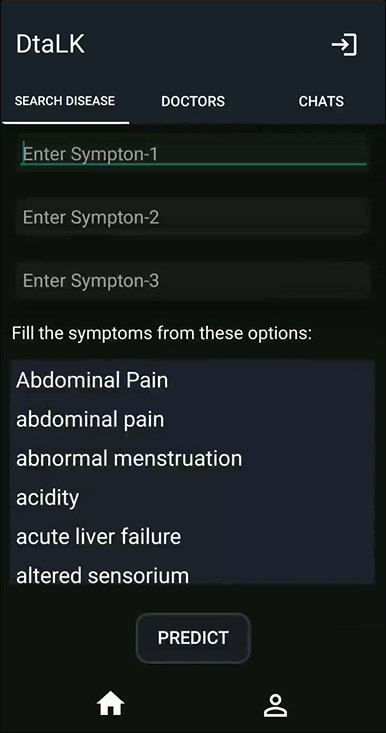 DtaLK
SEARCH DISEASE DOCTORS CHATS
Enter Sympton-1
Enter Sympton-2
Enter Sympton-3
Fill the symptoms from these options:
Abdominal Pain
abdominal pain
abnormal menstruation
acidity
acute liver failure
altered sensorium
PREDICT